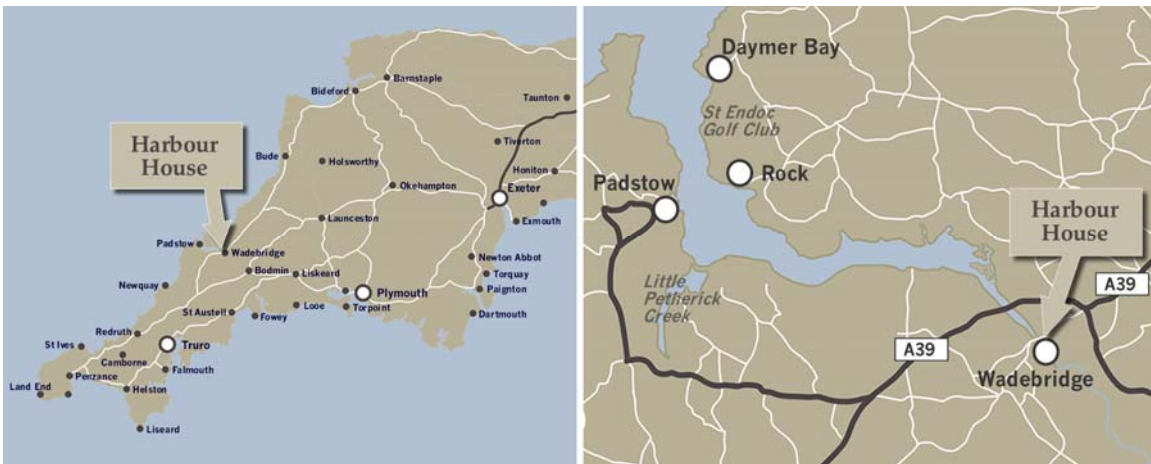 Barnstaple
Bideford
Taunton
Tiverton
Harbour
House
Bude
Holsworthy
Honiton
Okehampton
Exeter
Launceston
Exmouth
Padstow
Wadebridge
Newton Abbot
Bodmin
Liskeard
Torquay
Newquay
Plymouth
Paignton
St Austell
Looe
Torpoint
Fowey
Dartmouth
Redruth
St Ives
Truro
Camborne
Falmouth
Penzance
Land End
Helston
Liseard
Daymer Bay
St Endoc
Golf Club
Rock
Padstow
Harbour
House
Little
Petherick
Creek
A39
A39
Wadebridge